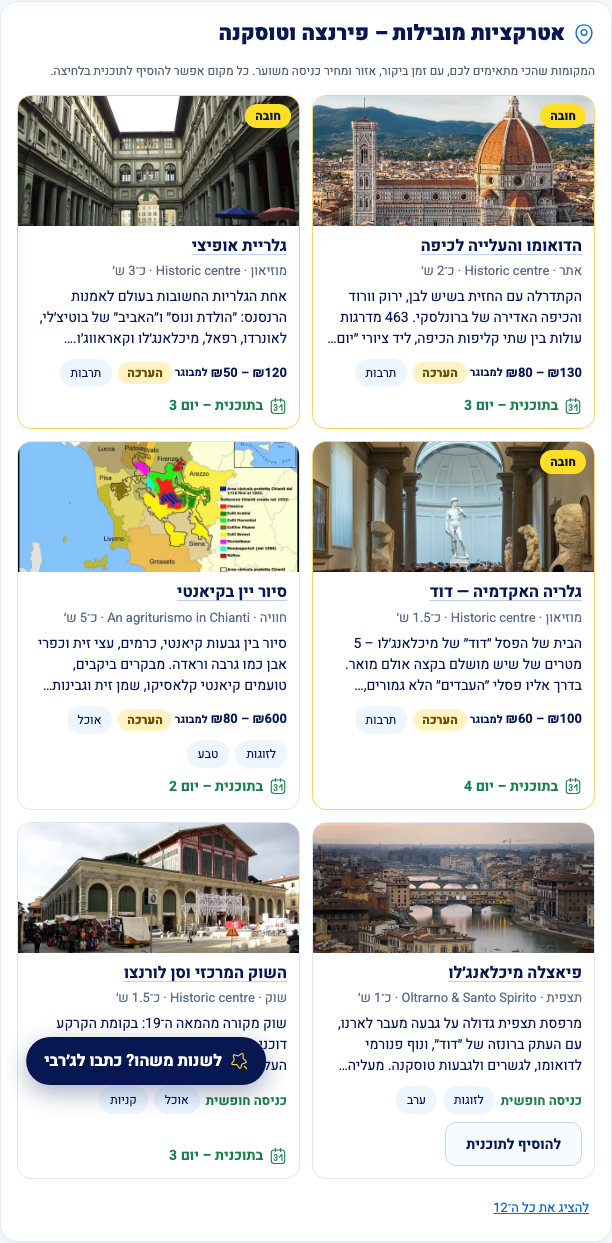 אטרקציות מובילות – פירנצה וטוסקנה
המקומות שהכי מתאימים לכם, עם זמן ביקור, אזור ומחיר כניסה משוער. כל מקום אפשר להוסיף לתוכנית בלחיצה.
חובה
הדואומו והעלייה לכיפה
אתר · Historic centre · כ־2 ש׳
הקתדרלה עם החזית בשיש לבן, ירוק וורוד
והכיפה האדירה של ברונלסקי. 463 מדרגות
עולות בין שתי קליפות הכיפה, ליד ציורי ״יום...
₪80 – ₪130 למבוגר הערכה תרבות
בתוכנית – יום 3
חובה
גלריית אופיצי
מוזיאון · Historic centre · כ־3 ש׳
אחת הגלריות החשובות בעולם לאמנות
הרנסנס: ״הולדת ונוס״ ו״האביב״ של בוטיצ׳לי,
לאונרדו, רפאל, מיכלאנג׳לו וקאראווג׳ו....
₪50 – ₪120 למבוגר הערכה תרבות
בתוכנית – יום 3
חובה
גלריה האקדמיה — דוד
מוזיאון · Historic centre · כ־1.5 ש׳
הבית של הפסל ״דוד״ של מיכלאנג׳לו – 5
מטרים של שיש מושלם בקצה אולם מואר.
בדרך אליו פסלי ״העבדים״ הלא גמורים,...
₪60 – ₪100 למבוגר הערכה תרבות
בתוכנית – יום 4
Lucca
Pistoia
Prato
Firenze
Arezzo
Pisa
Livorno
Siena
Grosseto
סיור יין בקיאנטי
חוויה · An agriturismo in Chianti · כ־5 ש׳
סיור בין גבעות קיאנטי, כרמים, עצי זית וכפרי
אבן כמו גרבה וראדה. מבקרים ביקבים,
טועמים קיאנטי קלאסיקו, שמן זית וגבינות...
₪80 – ₪600 למבוגר הערכה אוכל
לזוגות טבע
בתוכנית – יום 2
פיאצלה מיכלאנג׳לו
תצפית · Oltrarno & Santo Spirito · כ־1 ש׳
מרפסת תצפית גדולה על גבעה מעבר לארנו,
עם העתק ברונזה של ״דוד״, ונוף פנורמי
לדואומו, לגשרים ולגבעות טוסקנה. מעליה...
כניסה חופשית לזוגות ערב
להוסיף לתוכנית
השוק המרכזי וסן לורנצו
שוק · Historic centre · כ־1.5 ש׳
שוק מקורה מהמאה ה־19: בקומת הקרקע
כניסה חופשית אוכל קניות
בתוכנית – יום 3
לשנות משהו? כתבו לג׳רבי
להציג את כל ה־12